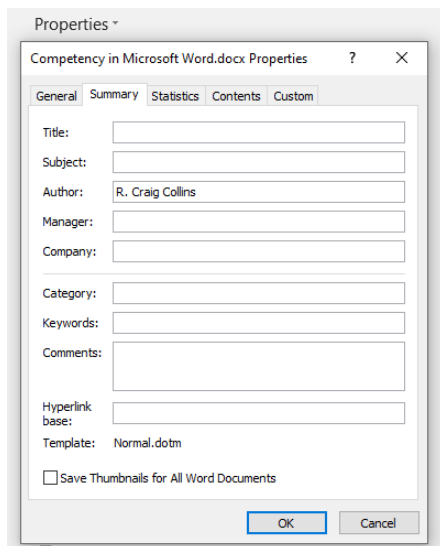 Properties
Competency in Microsoft Word.docx Properties ? X
General Summary Statistics Contents Custom
Title:
Subject:
Author: R. Craig Collins
Manager:
Company:
Category:
Keywords:
Comments:
Hyperlink
base:
Template: Normal.dotm
Save Thumbnails for All Word Documents
OK Cancel